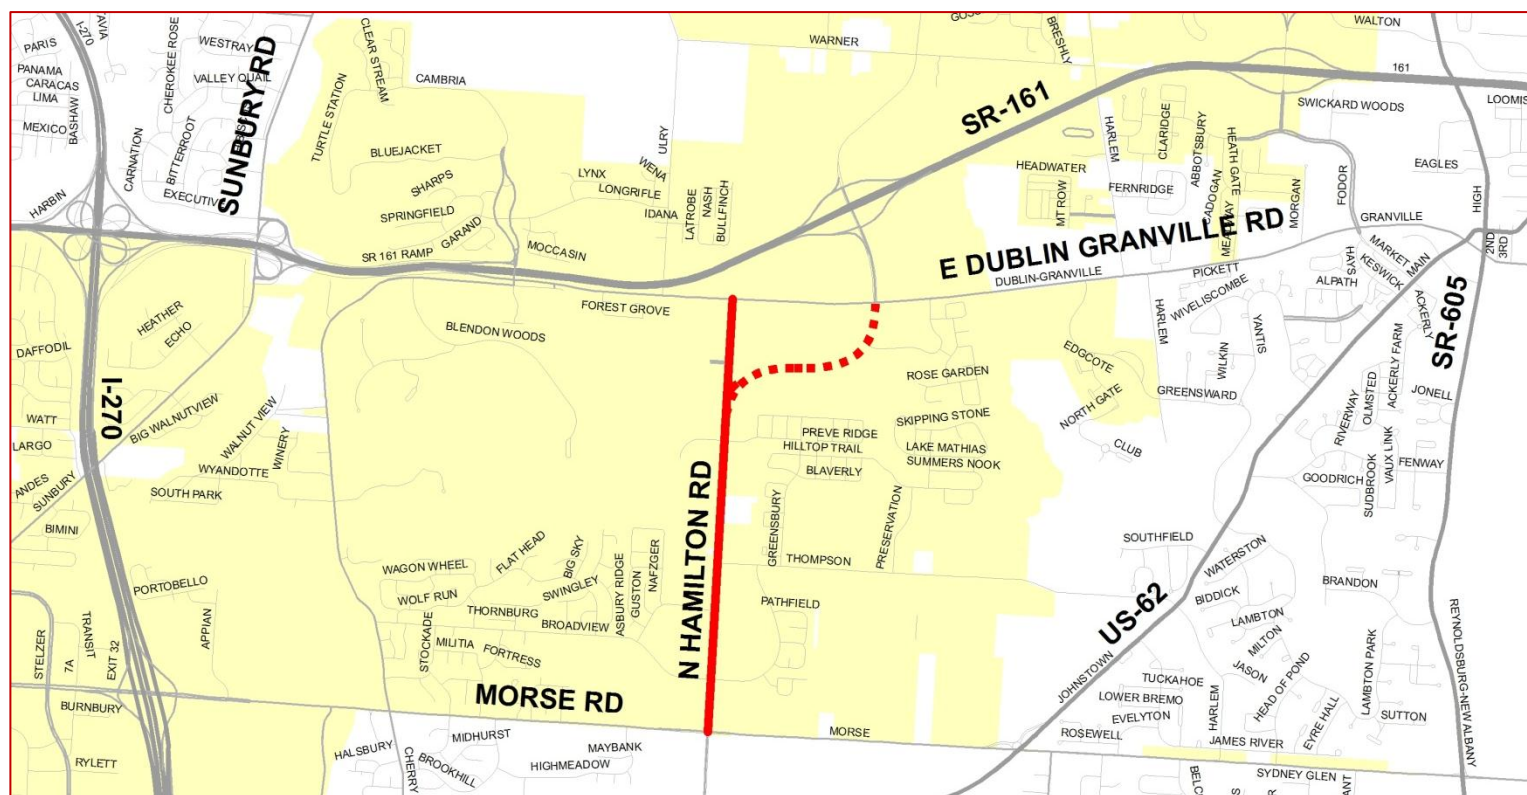 PARIS
PANAMA
CARACAS
LIMA
MEXICO
BASHAW
I-270
CHEROKEE ROSE
WESTRAY
VALLEY QUAIL
SUNBURY RD
CARNATION
BITTERROOT
EXECUTIVE
HARBIN
CLEAR STREAM
CAMBRIA
TURTLE STATION
BLUEJACKET
SHARPS
SPRINGFIELD
GARAND
SR 161 RAMP
MOCCASIN
LYNX
WENA
LONGRIFLE
IDANA
ULRY
LATROBE
NASH
BULLFINCH
WARNER
BRESHLY
WALTON
161
SR-161
SWICKARD WOODS
LOOMIS
HARLEM
CLARIDGE
ABBOTSBURY
HEATH GATE
CADOGAN
MORGAN
HEADWATER
FERNRIDGE
MT ROW
FODOR
EAGLES
HIGH
GRANVILLE
E DUBLIN GRANVILLE RD
DUBLIN-GRANVILLE
PICKETT
WIVELISCOMBE
HAYS
ALPATH
MARKET
KESWICK
MAIN
2ND
3RD
ACKERLY
SR-605
FOREST GROVE
BLENDON WOODS
HEATHER
ECHO
DAFFODIL
I-270
WATT
LARGO
ANDES
SUNBURY
BIMINI
BIG WALNUTVIEW
WALNUT VIEW
WINERY
WYANDOTTE
SOUTH PARK
HARLEM
YANTIS
WILKIN
EDGCOTE
GREENSWARD
NORTH GATE
CLUB
ROSE GARDEN
SKIPPING STONE
PREVE RIDGE
HILLTOP TRAIL
BLAVERLY
LAKE MATHIAS
SUMMERS NOOK
ACKERLY FARM
OLMSTED
RIVERWAY
JONELL
VAUX LINK
FENWAY
GOODRICH
SUDBROOK
N HAMILTON RD
GREENSBURY
PRESERVATION
THOMPSON
PATHFIELD
SOUTHFIELD
WATERSTON
BIDDICK
LAMBTON
MILTON
JASON
BRANDON
US-62
JOHNSTOWN
PORTOBELLO
APPIAN
STELZER
TRANSIT
7A
EXIT 32
BURNBURY
RYLETT
WAGON WHEEL
FLAT HEAD
BIG SKY
WOLF RUN
SWINGLEY
THORNBURG
BROADVIEW
ASBURY RIDGE
GUSTON
NAFZGER
STOCKADE
MILITIA
FORTRESS
MORSE RD
MORSE
HALSBURY
CHERRY
MIDHURST
BROOKHILL
MAYBANK
HIGHMEADOW
TUCKAHOE
LOWER BREMO
EVELYTON
ROSEWELL
HARLEM
HEAD OF POND
JAMES RIVER
EYRE HALL
LAMBTON PARK
SUTTON
REYNOLDSBURG-NEW ALBANY
SYDNEY GLEN